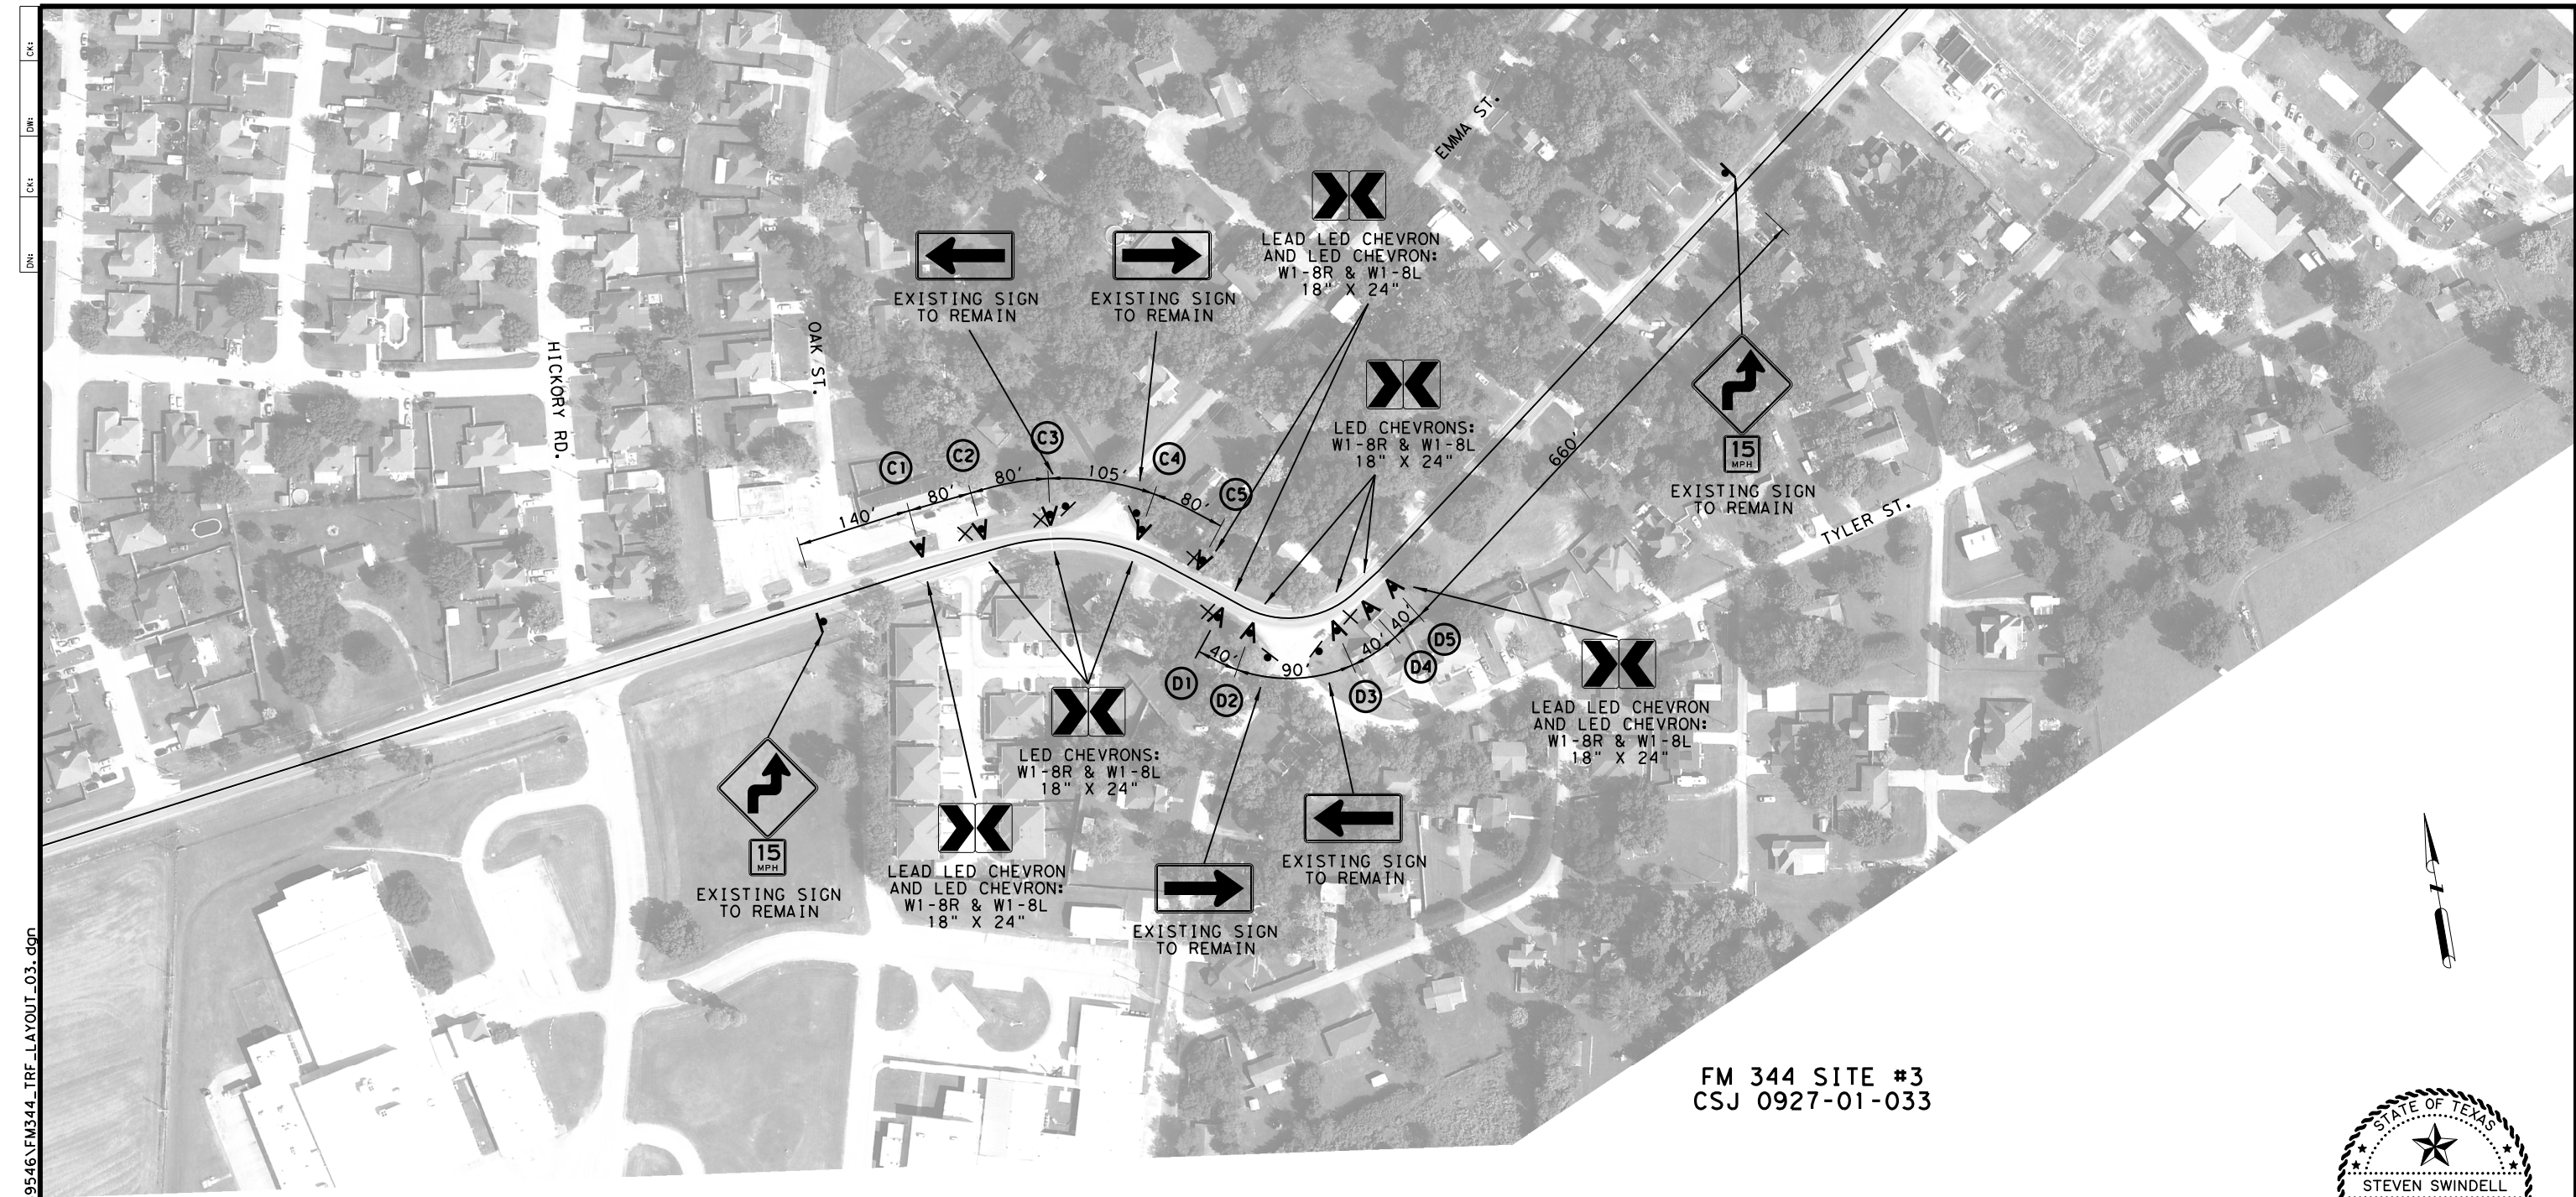 CK:
DW:
CK:
DN:
9546\FM344_TRF_LAYOUT_03.dgn
HICKORY RD.
OAK ST.
EMMA ST.
TYLER ST.
EXISTING SIGN
TO REMAIN
EXISTING SIGN
TO REMAIN
LEAD LED CHEVRON
AND LED CHEVRON:
W1-8R & W1-8L
18" X 24"
LED CHEVRONS:
W1-8R & W1-8L
18" X 24"
15
MPH
EXISTING SIGN
TO REMAIN
C1
C2
C3
C4
C5
140'
80'
80'
105'
80'
660'
D1
D2
D3
D4
D5
40'
90'
40'
40'
LED CHEVRONS:
W1-8R & W1-8L
18" X 24"
LEAD LED CHEVRON
AND LED CHEVRON:
W1-8R & W1-8L
18" X 24"
15
MPH
EXISTING SIGN
TO REMAIN
LEAD LED CHEVRON
AND LED CHEVRON:
W1-8R & W1-8L
18" X 24"
EXISTING SIGN
TO REMAIN
EXISTING SIGN
TO REMAIN
FM 344 SITE #3
CSJ 0927-01-033
STATE OF TEXAS
STEVEN SWINDELL